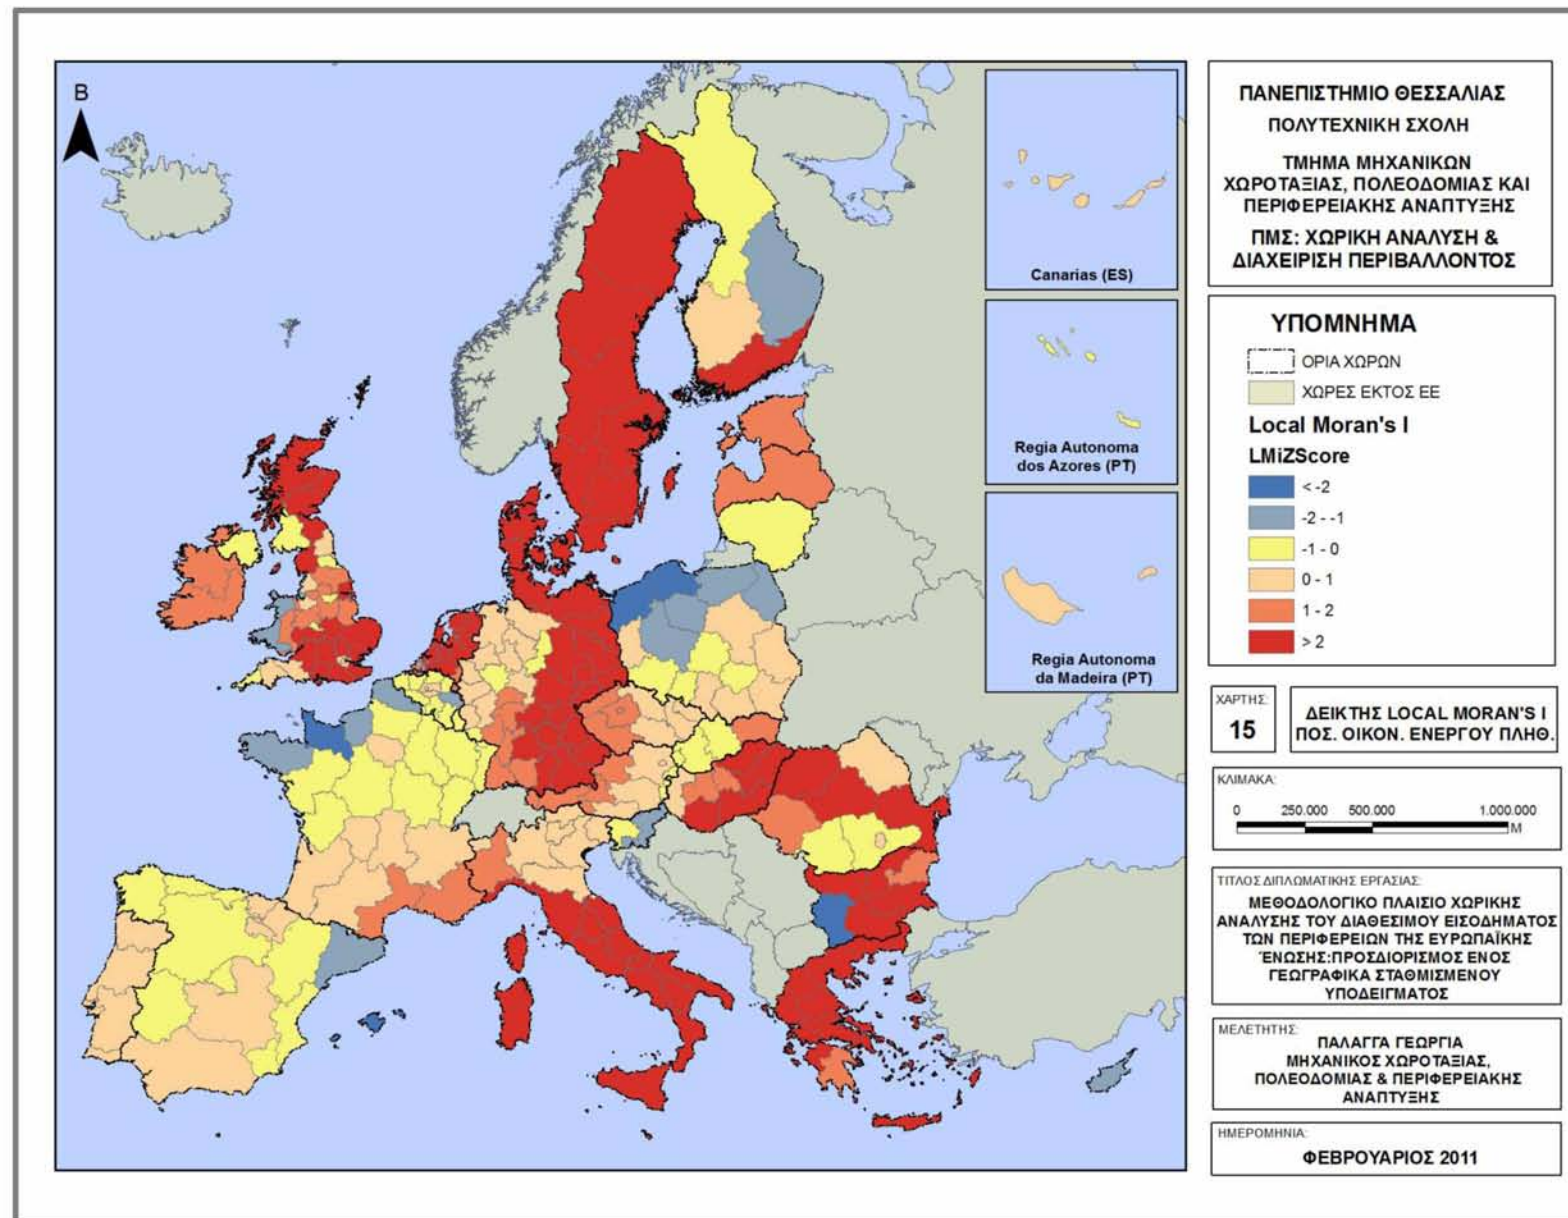 Β
Canarias (ES)
Regia Autonoma
dos Azores (PT)
Regia Autonoma
da Madeira (PT)
ΠΑΝΕΠΙΣΤΗΜΙΟ ΘΕΣΣΑΛΙΑΣ
ΠΟΛΥΤΕΧΝΙΚΗ ΣΧΟΛΗ
ΤΜΗΜΑ ΜΗΧΑΝΙΚΩΝ
ΧΩΡΟΤΑΞΙΑΣ, ΠΟΛΕΟΔΟΜΙΑΣ ΚΑΙ
ΠΕΡΙΦΕΡΕΙΑΚΗΣ ΑΝΑΠΤΥΞΗΣ
ΠΜΣ: ΧΩΡΙΚΗ ΑΝΑΛΥΣΗ &
ΔΙΑΧΕΙΡΙΣΗ ΠΕΡΙΒΑΛΛΟΝΤΟΣ
ΥΠΟΜΝΗΜΑ
ΟΡΙΑ ΧΩΡΩΝ
ΧΩΡΕΣ ΕΚΤΟΣ ΕΕ
Local Moran's I
LMiZScore
< -2
-2 - -1
-1 - 0
0 - 1
1 - 2
> 2
ΧΑΡΤΗΣ:
15
ΔΕΙΚΤΗΣ LOCAL MORAN'S I
ΠΟΣ. ΟΙΚΟΝ. ΕΝΕΡΓΟΥ ΠΛΗΘ.
ΚΛΙΜΑΚΑ:
0 250.000 500.000 1.000.000
M
ΤΙΤΛΟΣ ΔΙΠΛΩΜΑΤΙΚΗΣ ΕΡΓΑΣΙΑΣ:
ΜΕΘΟΔΟΛΟΓΙΚΟ ΠΛΑΙΣΙΟ ΧΩΡΙΚΗΣ
ΑΝΑΛΥΣΗΣ ΤΟΥ ΔΙΑΘΕΣΙΜΟΥ ΕΙΣΟΔΗΜΑΤΟΣ
ΤΩΝ ΠΕΡΙΦΕΡΕΙΩΝ ΤΗΣ ΕΥΡΩΠΑΪΚΗΣ
ΈΝΩΣΗΣ:ΠΡΟΣΔΙΟΡΙΣΜΟΣ ΕΝΟΣ
ΓΕΩΓΡΑΦΙΚΑ ΣΤΑΘΜΙΣΜΕΝΟΥ
ΥΠΟΔΕΙΓΜΑΤΟΣ
ΜΕΛΕΤΗΤΗΣ:
ΠΑΛΑΓΓΑ ΓΕΩΡΓΙΑ
ΜΗΧΑΝΙΚΟΣ ΧΩΡΟΤΑΞΙΑΣ,
ΠΟΛΕΟΔΟΜΙΑΣ & ΠΕΡΙΦΕΡΕΙΑΚΗΣ
ΑΝΑΠΤΥΞΗΣ
ΗΜΕΡΟΜΗΝΙΑ:
ΦΕΒΡΟΥΑΡΙΟΣ 2011